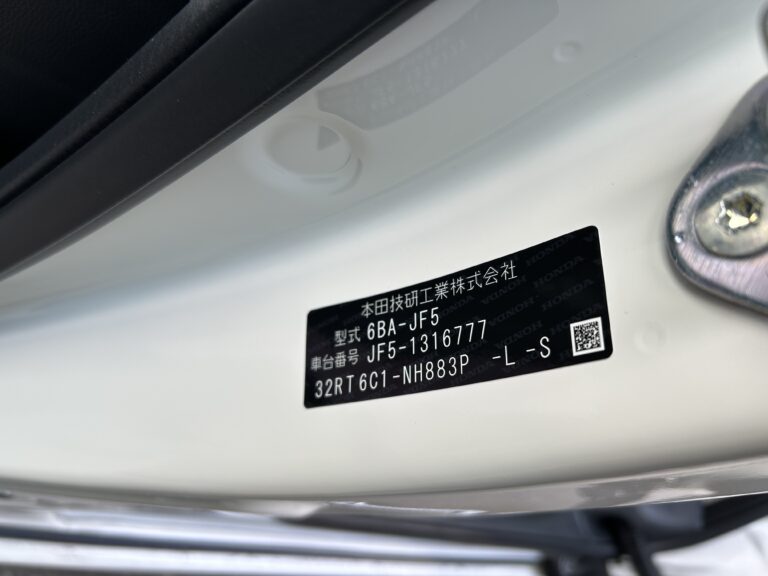 本田技研工業株式会社
型式 6BA-JF5
車台番号 JF5-1316777
32RT6C1-NH883P -L -S